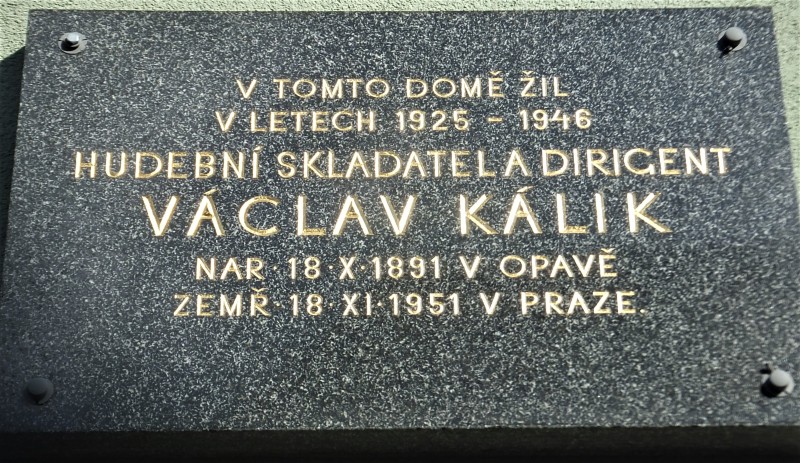 V TOMTO DOMĚ ŽIL
V LETECH 1925 - 1946
HUDEBNÍ SKLADATEL A DIRIGENT
VÁCLAV KÁLIK
NAR·18·X·1891 V OPAVĚ
ZEMŘ·18·XI·1951 V PRAZE.